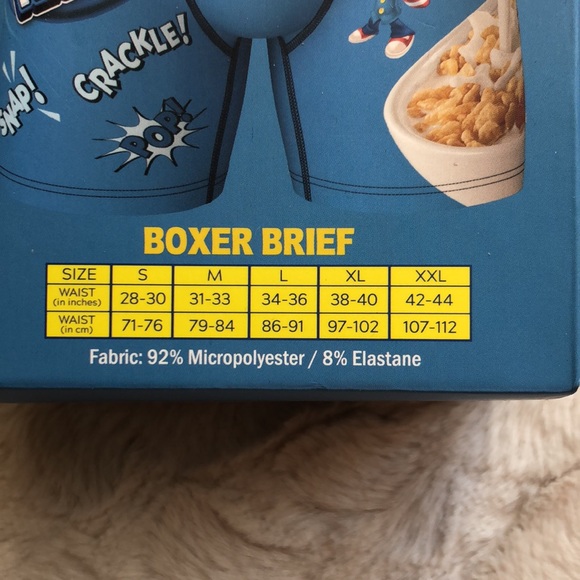 SNAP!
CRACKLE!
POP!
BOXER BRIEF
SIZE S M L XL XXL
WAIST (in inches) 28-30 31-33 34-36 38-40 42-44
WAIST (in cm) 71-76 79-84 86-91 97-102 107-112
Fabric: 92% Micropolyester / 8% Elastane